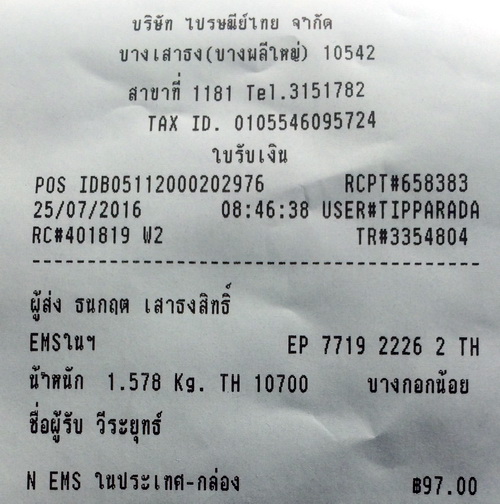 บริษัท ไปรษณีย์ไทย จำกัด
บางเสาธง(บางพลีใหญ่) 10542
สาขาที่ 1181 Tel.3151782
TAX ID. 0105546095724
ใบรับเงิน
POS IDB05112000202976 RCPT#658383
25/07/2016 08:46:38 USER#TIPPARADA
RC#401819 W2 TR#3354804
ผู้ส่ง ธนกฤต เสาธงสิทธิ์
EMSในฯ EP 7719 2226 2 TH
น้ำหนัก 1.578 Kg. TH 10700 บางกอกน้อย
ชื่อผู้รับ วีระยุทธ์
N EMS ในประเทศ-กล่อง ฿97.00